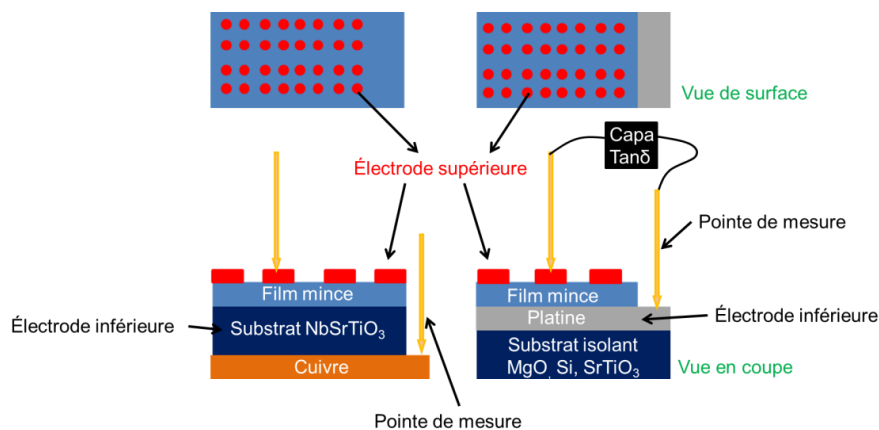 Vue de surface
Capa
Tanδ
Électrode supérieure
Pointe de mesure
Film mince
Film mince
Électrode inférieure
Substrat NbSrTiO3
Platine
Électrode inférieure
Substrat isolant
MgO, Si, SrTiO3
Cuivre
Vue en coupe
Pointe de mesure